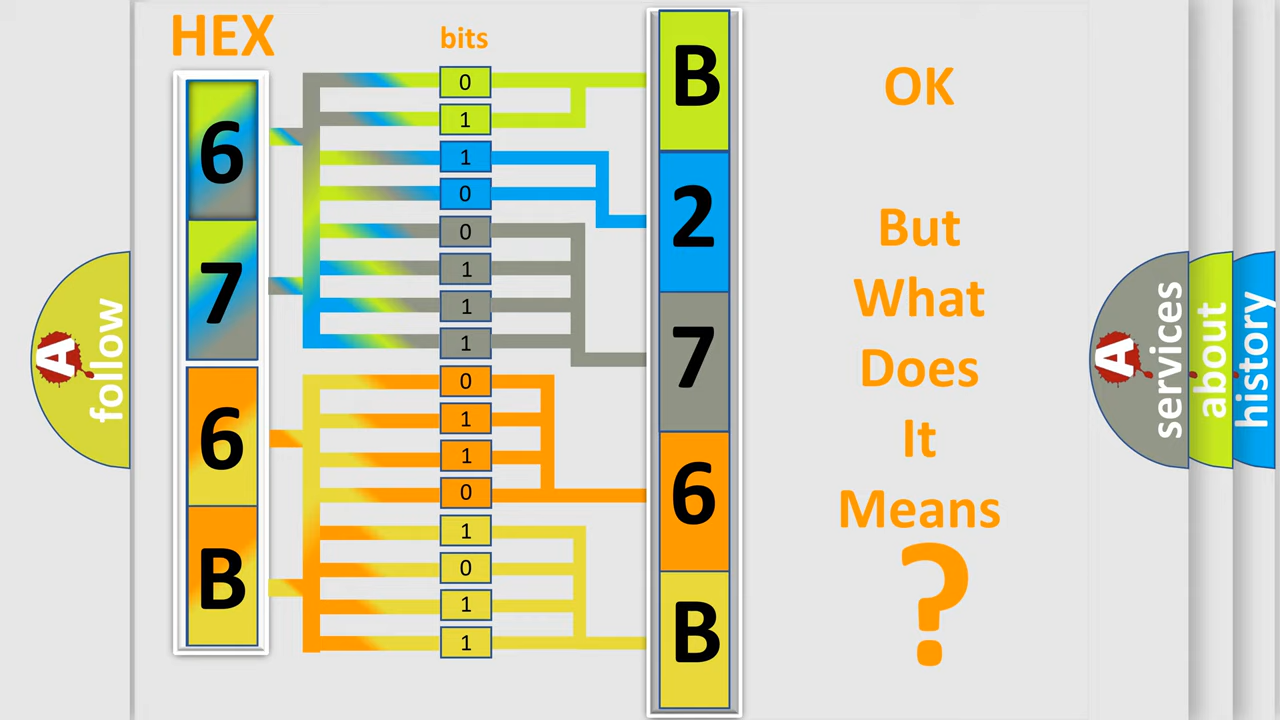 HEX
bits
6
7
6
B
0
1
1
0
0
1
1
1
0
1
1
0
1
0
1
1
B
2
7
6
B
OK
But
What
Does
It
Means
?
A
follow
A
services
about
history